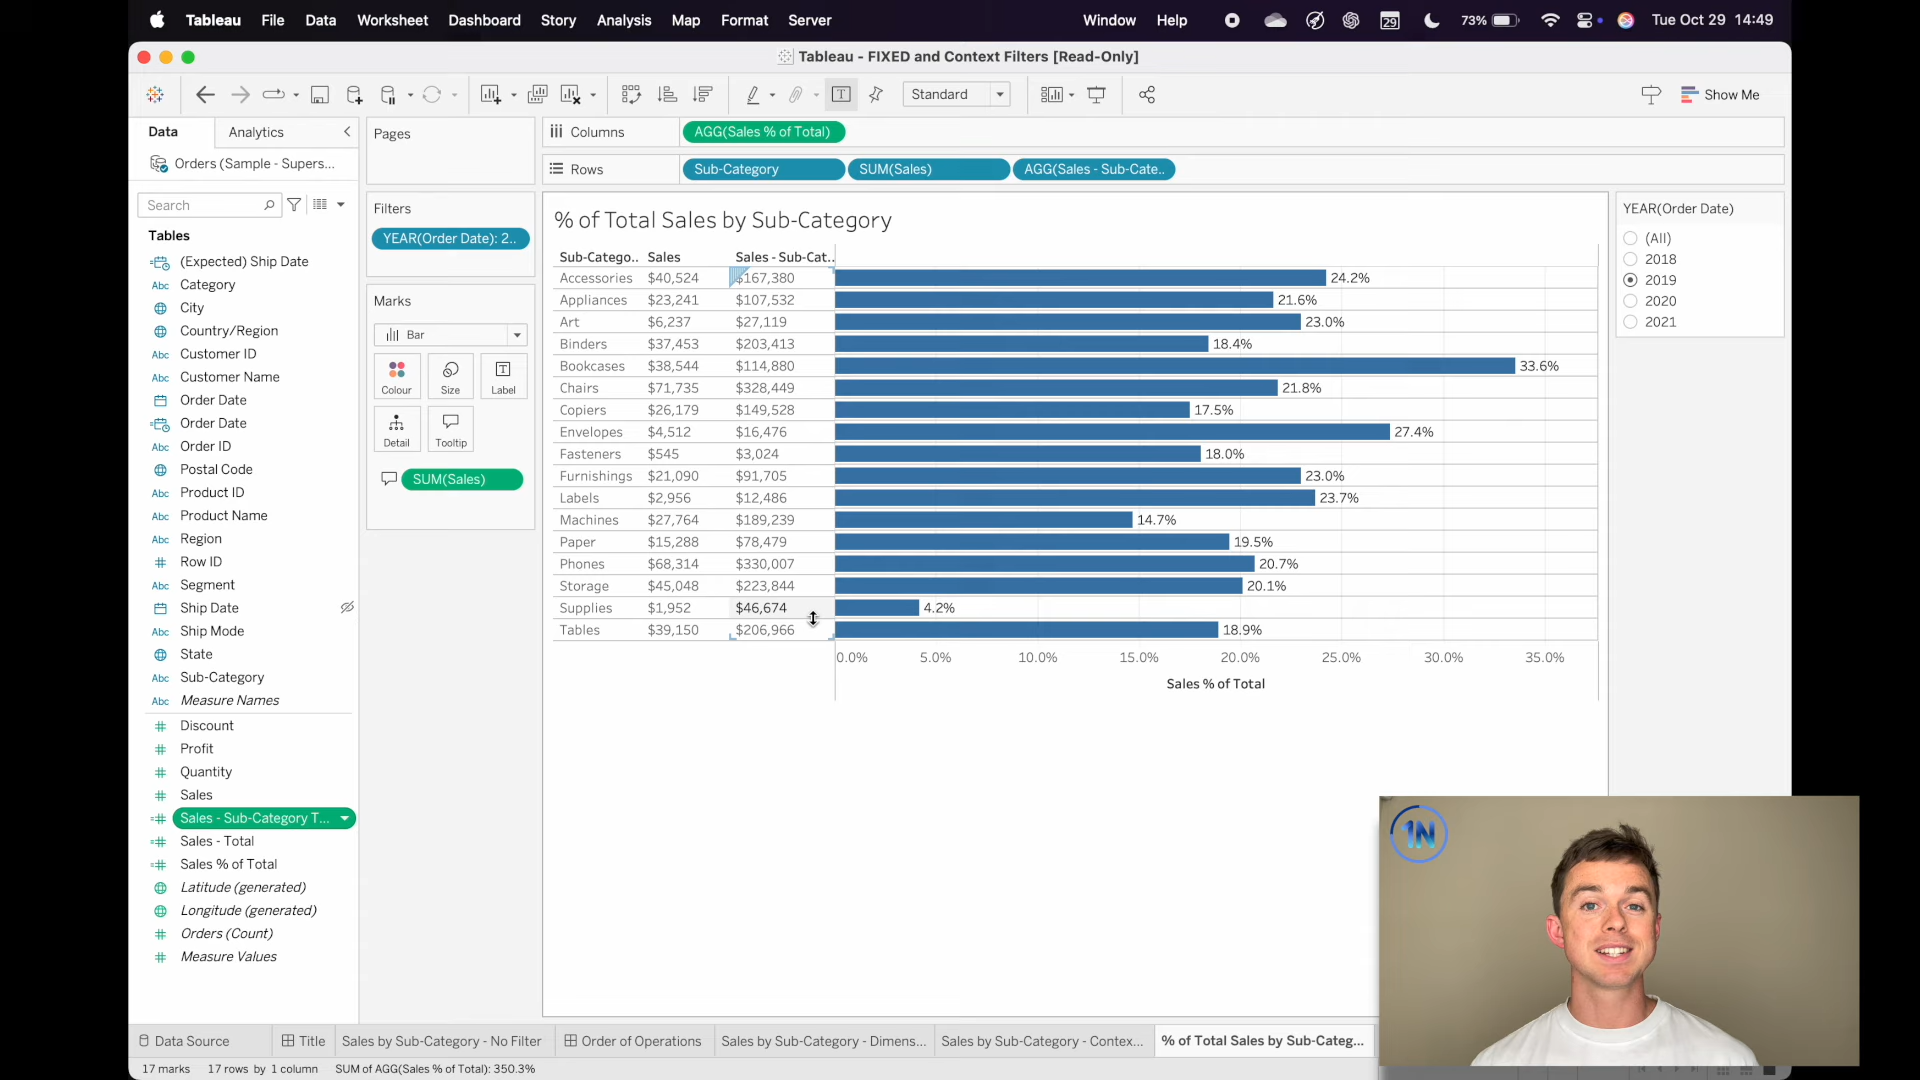 Tableau File Data Worksheet Dashboard Story Analysis Map Format Server Window Help 29 73% Tue Oct 29 14:49
Tableau - FIXED and Context Filters [Read-Only]
Standard Show Me
Data Analytics
Orders (Sample - Supers...
Search
Tables
(Expected) Ship Date
Abc Category
City
Country/Region
Abc Customer ID
Abc Customer Name
Order Date
Order Date
Abc Order ID
Postal Code
Abc Product ID
Abc Product Name
Abc Region
Row ID
Abc Segment
Ship Date
Abc Ship Mode
State
Abc Sub-Category
Abc Measure Names
Discount
Profit
Quantity
Sales
Sales - Sub-Category T...
Sales - Total
Sales % of Total
Latitude (generated)
Longitude (generated)
Orders (Count)
Measure Values
Pages
Filters
YEAR(Order Date): 2..
Marks
Bar
Colour Size Label
Detail Tooltip
SUM(Sales)
Columns AGG(Sales % of Total)
Rows Sub-Category SUM(Sales) AGG(Sales - Sub-Cate..
% of Total Sales by Sub-Category
Sub-Catego.. Sales Sales - Sub-Cat..
Accessories $40,524 $167,380 24.2%
Appliances $23,241 $107,532 21.6%
Art $6,237 $27,119 23.0%
Binders $37,453 $203,413 18.4%
Bookcases $38,544 $114,880 33.6%
Chairs $71,735 $328,449 21.8%
Copiers $26,179 $149,528 17.5%
Envelopes $4,512 $16,476 27.4%
Fasteners $545 $3,024 18.0%
Furnishings $21,090 $91,705 23.0%
Labels $2,956 $12,486 23.7%
Machines $27,764 $189,239 14.7%
Paper $15,288 $78,479 19.5%
Phones $68,314 $330,007 20.7%
Storage $45,048 $223,844 20.1%
Supplies $1,952 $46,674 4.2%
Tables $39,150 $206,966 18.9%
0.0% 5.0% 10.0% 15.0% 20.0% 25.0% 30.0% 35.0%
Sales % of Total
YEAR(Order Date)
(All)
2018
2019
2020
2021
1N
Data Source Title Sales by Sub-Category - No Filter Order of Operations Sales by Sub-Category - Dimens... Sales by Sub-Category - Contex... % of Total Sales by Sub-Categ...
17 marks 17 rows by 1 column SUM of AGG(Sales % of Total): 350.3%